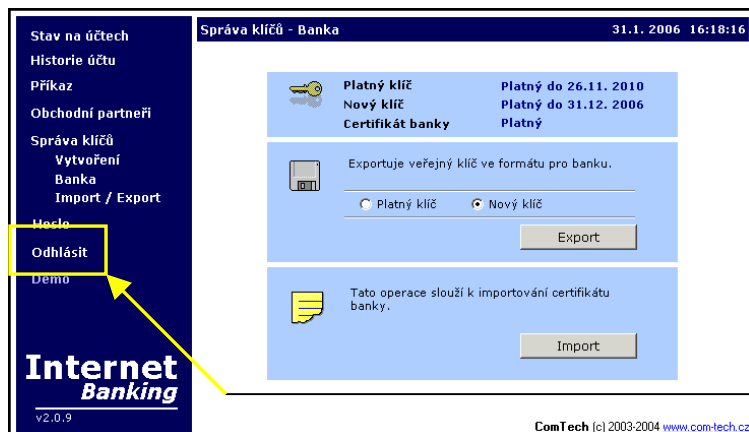 Stav na účtech
Historie účtu
Příkaz
Obchodní partneři
Správa klíčů
Vytvoření
Banka
Import / Export
Heslo
Odhlásit
Demo
Internet
Banking
v2.0.9
Správa klíčů - Banka 31.1. 2006 16:18:16
Platný klíč Platný do 26.11. 2010
Nový klíč Platný do 31.12. 2006
Certifikát banky Platný
Exportuje veřejný klíč ve formátu pro banku.
Platný klíč Nový klíč
Export
Tato operace slouží k importování certifikátu
banky.
Import
ComTech (c) 2003-2004 www.com-tech.cz